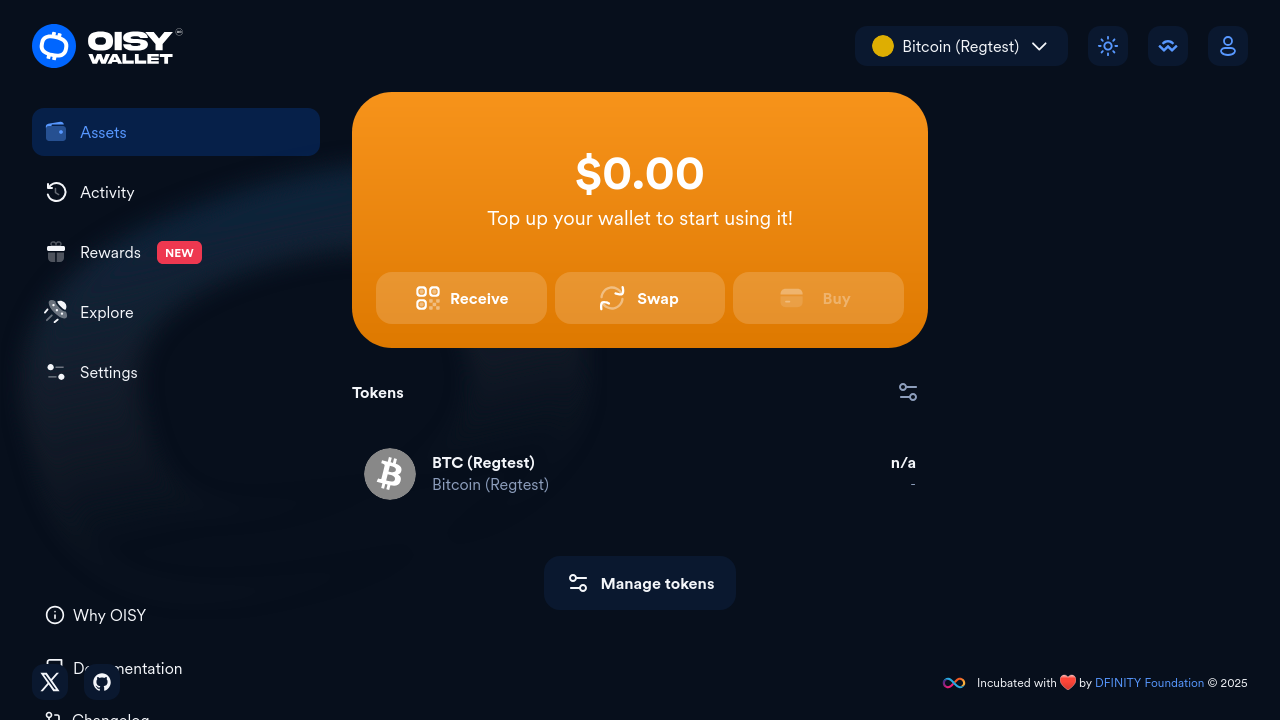 OISY
WALLET
Bitcoin (Regtest)
Assets
Activity
Rewards NEW
Explore
Settings
$0.00
Top up your wallet to start using it!
Receive
Swap
Buy
Tokens
BTC (Regtest)
n/a
Bitcoin (Regtest)
-
Manage tokens
Why OISY
Documentation
Changelog
Incubated with ❤️ by DFINITY Foundation © 2025